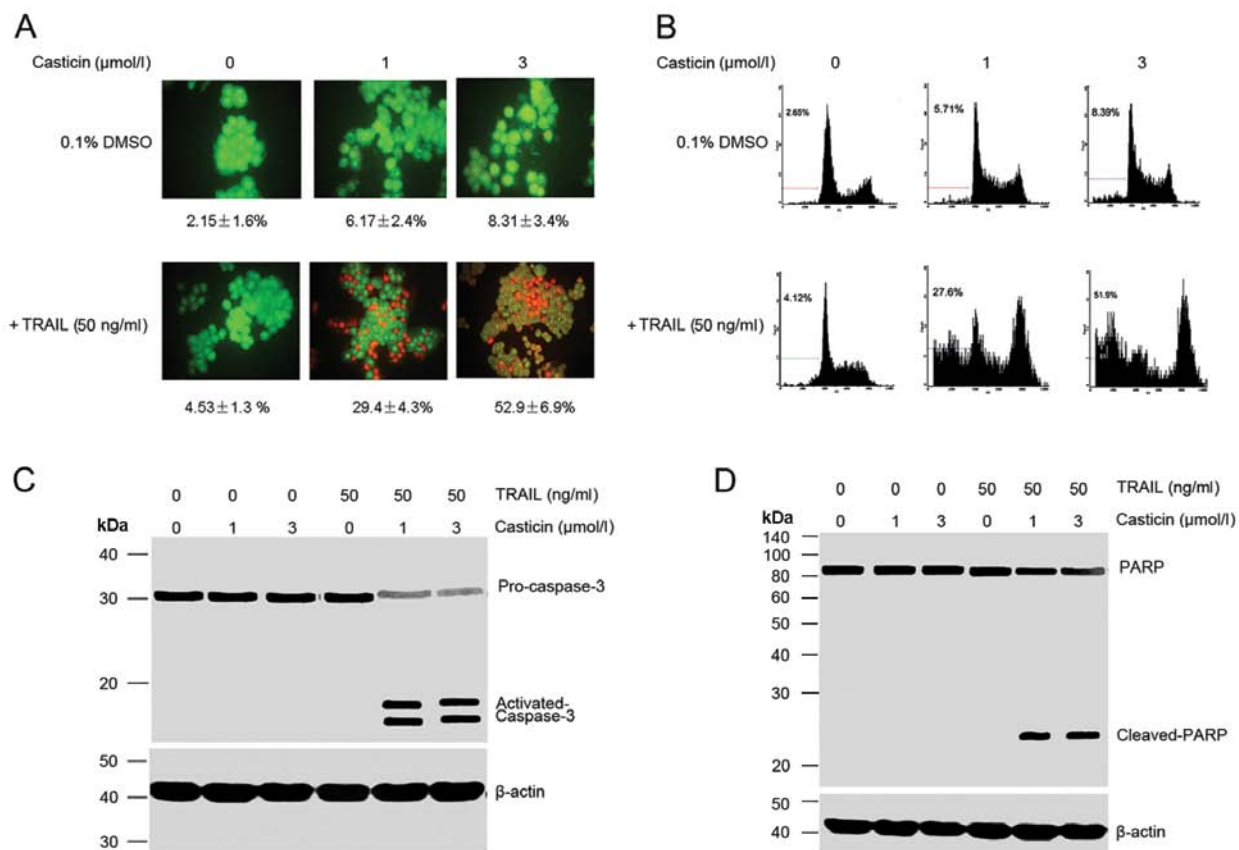 A
Casticin (μmol/l) 0 1 3
0.1% DMSO
2.15±1.6% 6.17±2.4% 8.31±3.4%
+ TRAIL (50 ng/ml)
4.53±1.3 % 29.4±4.3% 52.9±6.9%
B
Casticin (μmol/l) 0 1 3
0.1% DMSO
2.65% 5.71% 8.39%
+ TRAIL (50 ng/ml)
4.12% 27.6% 51.9%
C
0 0 0 50 50 50 TRAIL (ng/ml)
kDa 0 1 3 0 1 3 Casticin (μmol/l)
40
30 Pro-caspase-3
20
Activated-
Caspase-3
50
40 β-actin
30
D
0 0 0 50 50 50 TRAIL (ng/ml)
kDa 0 1 3 0 1 3 Casticin (μmol/l)
140
100
80 PARP
60
50
40
30
Cleaved-PARP
20
50
40 β-actin